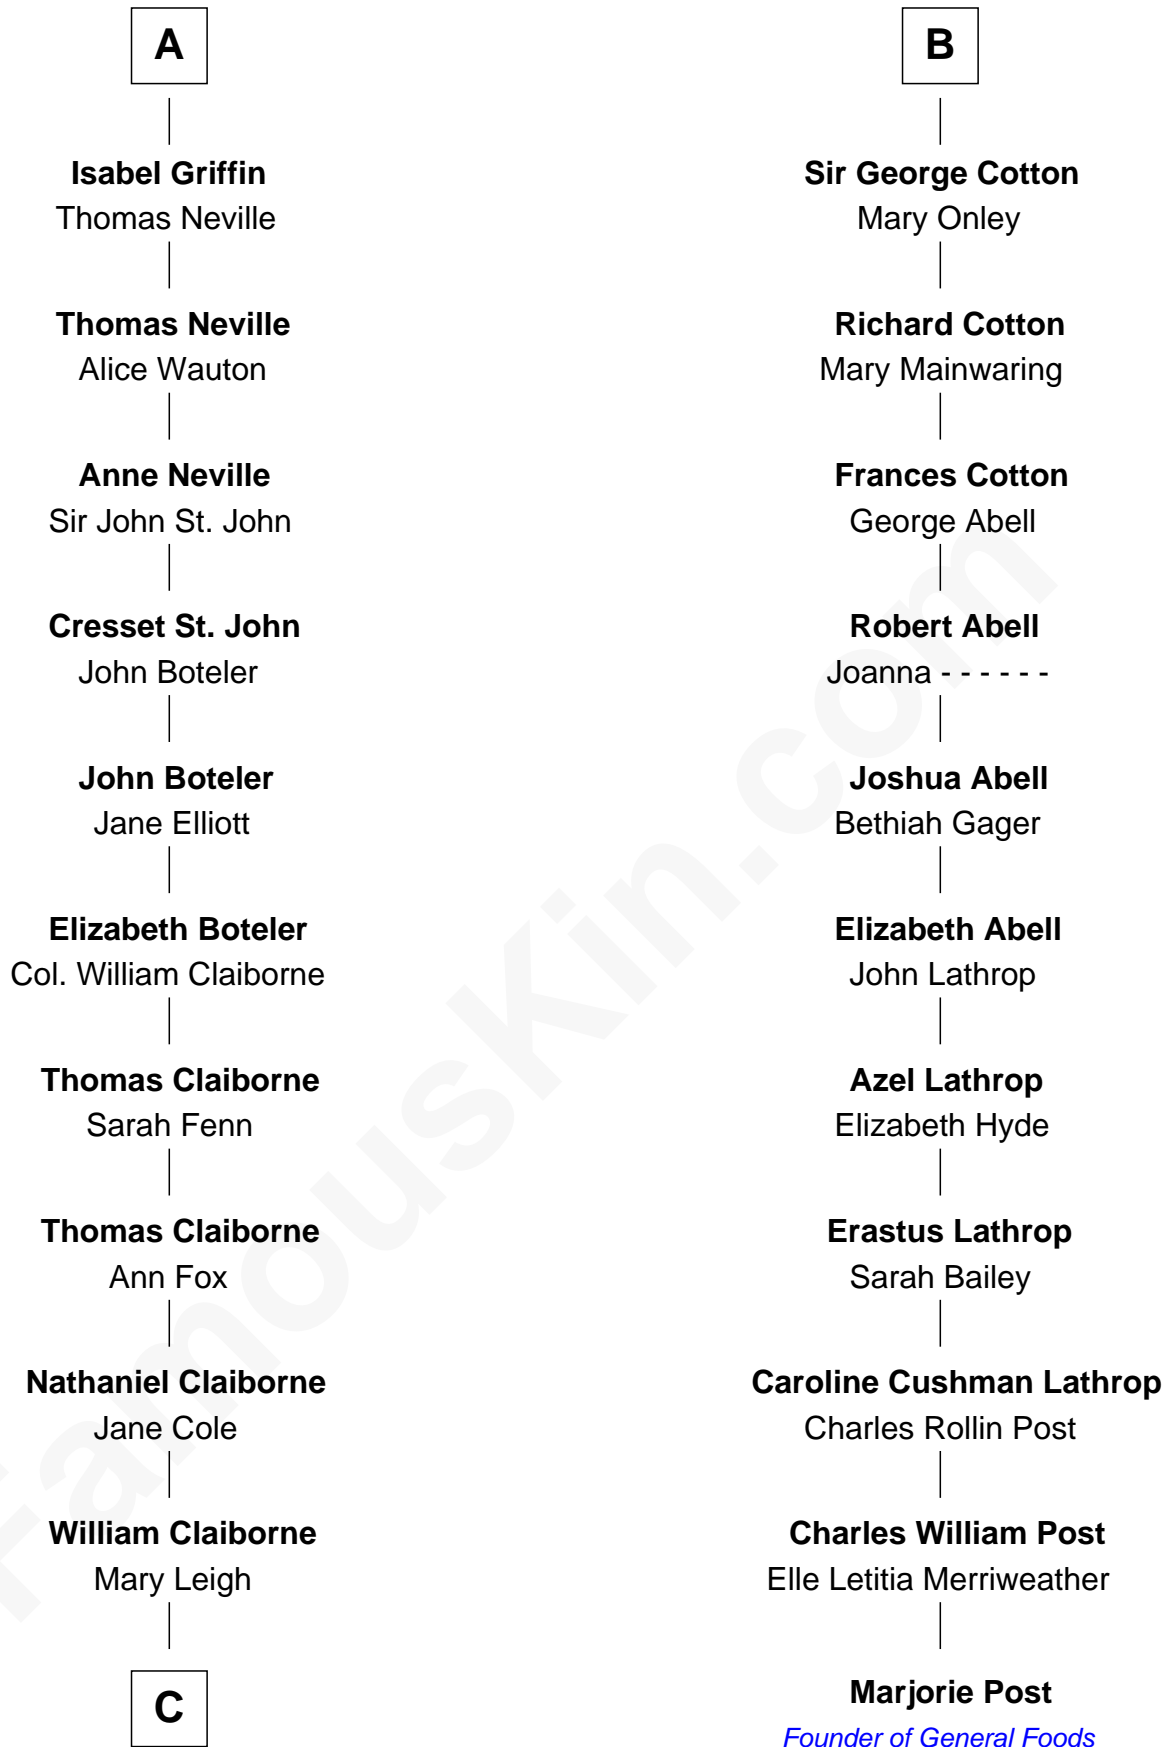 A
Isabel Griffin
Thomas Neville
Thomas Neville
Alice Wauton
Anne Neville
Sir John St. John
Cresset St. John
John Boteler
John Boteler
Jane Elliott
Elizabeth Boteler
Col. William Claiborne
Thomas Claiborne
Sarah Fenn
Thomas Claiborne
Ann Fox
Nathaniel Claiborne
Jane Cole
William Claiborne
Mary Leigh
C
B
Sir George Cotton
Mary Onley
Richard Cotton
Mary Mainwaring
Frances Cotton
George Abell
Robert Abell
Joanna - - - - - -
Joshua Abell
Bethiah Gager
Elizabeth Abell
John Lathrop
Azel Lathrop
Elizabeth Hyde
Erastus Lathrop
Sarah Bailey
Caroline Cushman Lathrop
Charles Rollin Post
Charles William Post
Elle Letitia Merriweather
Marjorie Post
Founder of General Foods
FamousKin.com